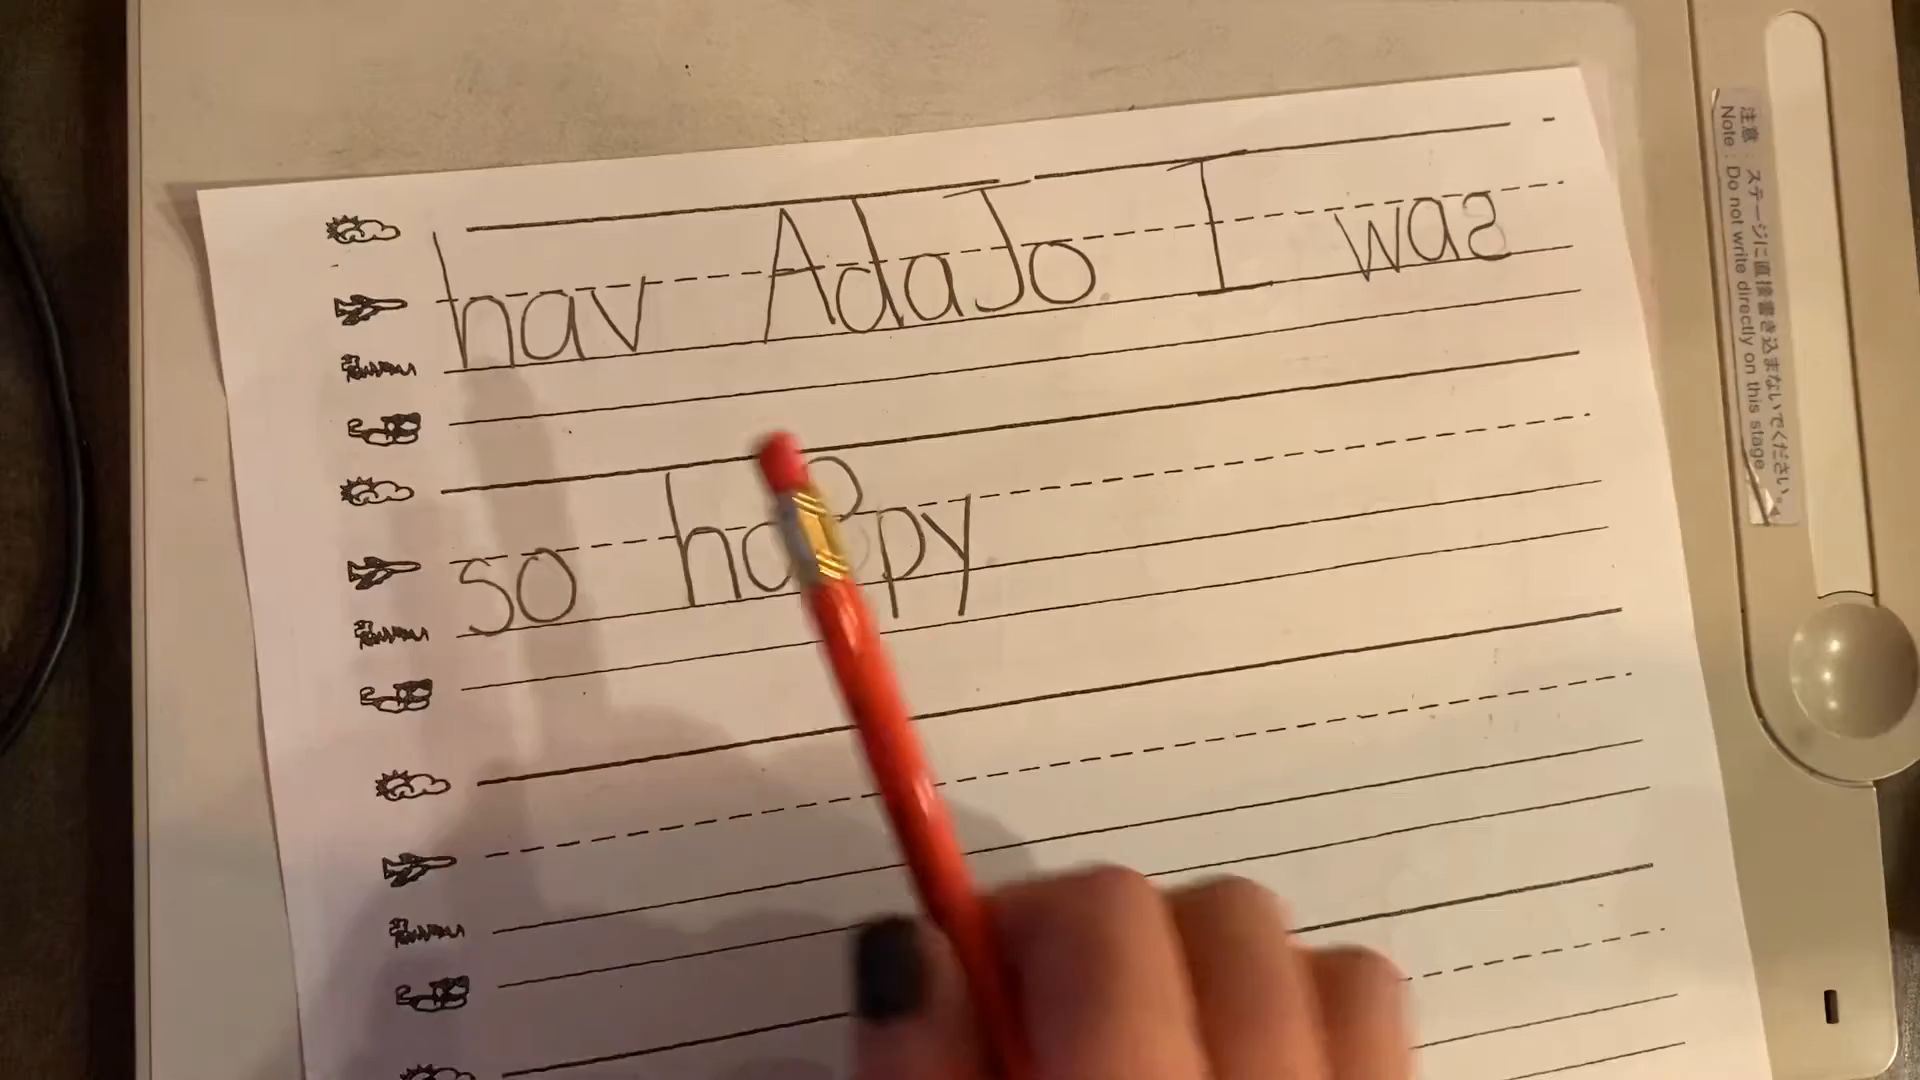 hav AdaJo. I was
so happy.
注意 : ステージに直接書き込まないでください。
Note : Do not write directly on this stage.